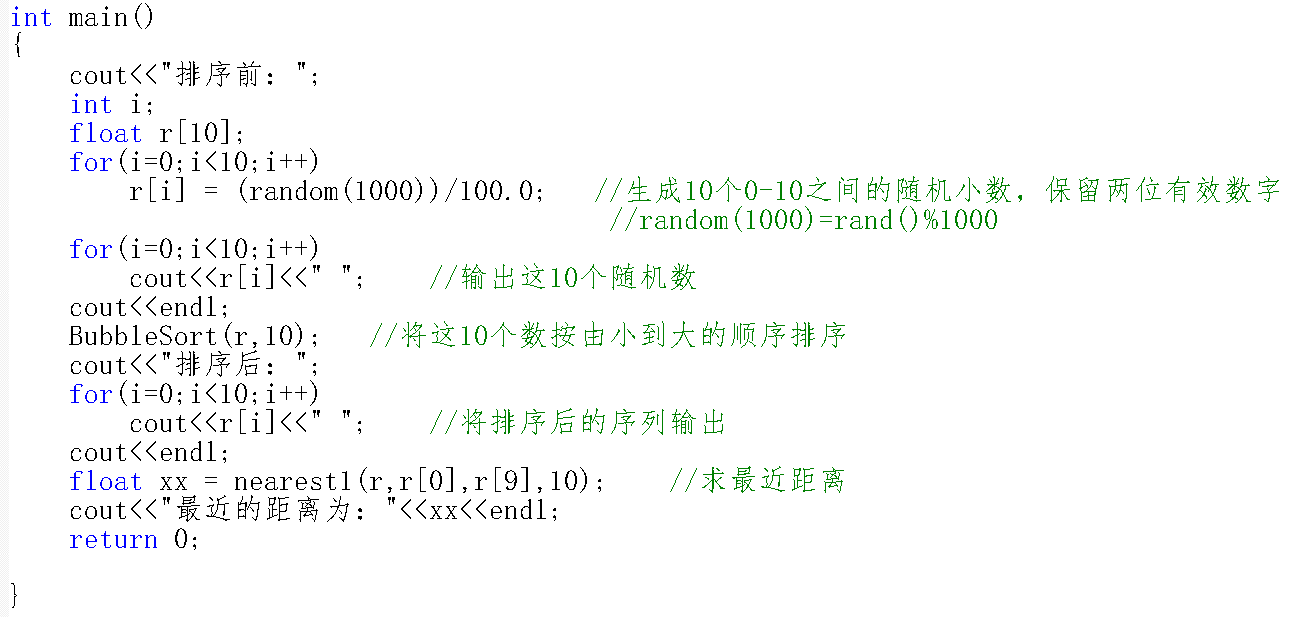 int main()
{
    cout<<"排序前：";
    int i;
    float r[10];
    for(i=0;i<10;i++)
        r[i] = (random(1000))/100.0;   //生成10个0-10之间的随机小数，保留两位有效数字
                                        //random(1000)=rand()%1000
    for(i=0;i<10;i++)
        cout<<r[i]<<" ";    //输出这10个随机数
    cout<<endl;
    BubbleSort(r,10);   //将这10个数按由小到大的顺序排序
    cout<<"排序后：";
    for(i=0;i<10;i++)
        cout<<r[i]<<" ";    //将排序后的序列输出
    cout<<endl;
    float xx = nearest1(r,r[0],r[9],10);    //求最近距离
    cout<<"最近的距离为："<<xx<<endl;
    return 0;
}